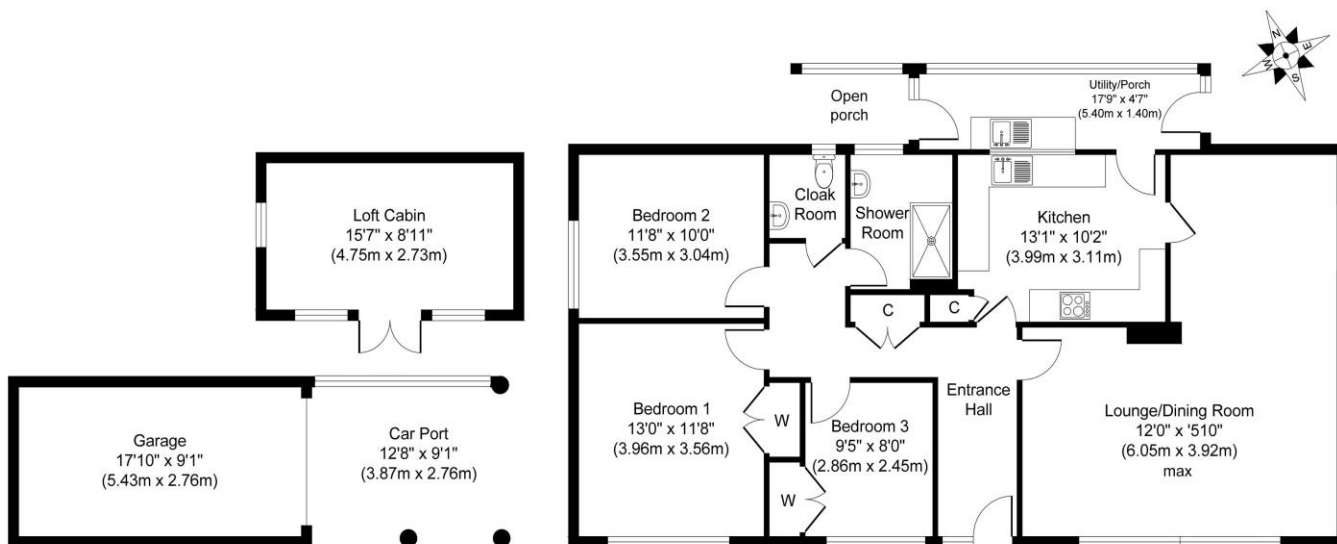 N
E
S
W
Open
porch
Utility/Porch
17'9" x 4'7"
(5.40m x 1.40m)
Loft Cabin
15'7" x 8'11"
(4.75m x 2.73m)
Bedroom 2
11'8" x 10'0"
(3.55m x 3.04m)
Cloak
Room
Shower
Room
Kitchen
13'1" x 10'2"
(3.99m x 3.11m)
C
C
Garage
17'10" x 9'1"
(5.43m x 2.76m)
Car Port
12'8" x 9'1"
(3.87m x 2.76m)
Bedroom 1
13'0" x 11'8"
(3.96m x 3.56m)
W
W
Bedroom 3
9'5" x 8'0"
(2.86m x 2.45m)
Entrance
Hall
Lounge/Dining Room
12'0" x '510"
(6.05m x 3.92m)
max